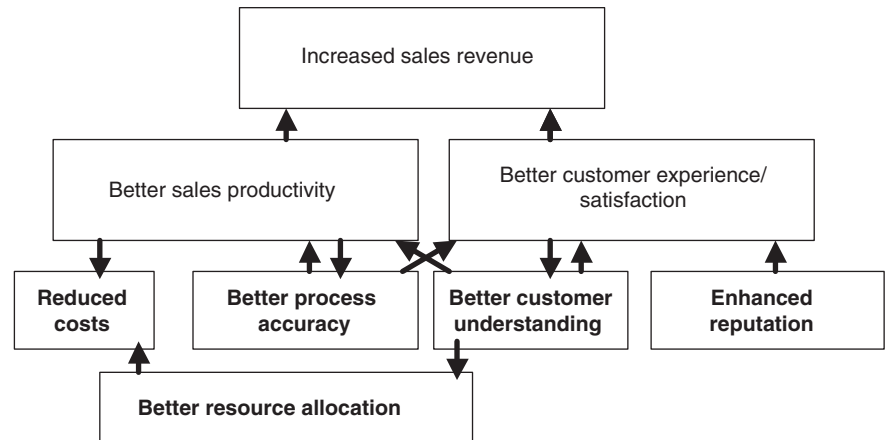 Increased sales revenue
Better sales productivity
Better customer experience/
satisfaction
Reduced
costs
Better process
accuracy
Better customer
understanding
Enhanced
reputation
Better resource allocation